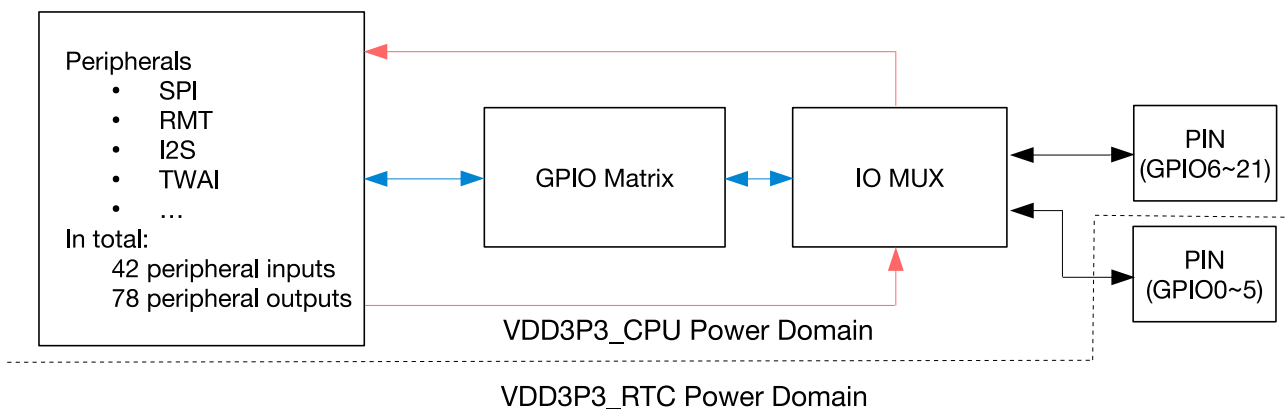 Peripherals
• SPI
• RMT
• I2S
• TWAI
• …
In total:
42 peripheral inputs
78 peripheral outputs
GPIO Matrix
IO MUX
PIN
(GPIO6~21)
PIN
(GPIO0~5)
VDD3P3_CPU Power Domain
VDD3P3_RTC Power Domain